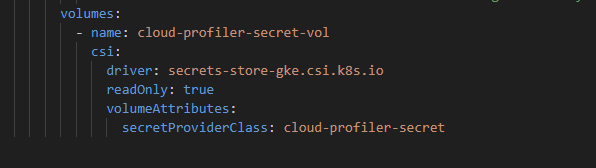 volumes:
- name: cloud-profiler-secret-vol
csi:
driver: secrets-store-gke.csi.k8s.io
readOnly: true
volumeAttributes:
secretProviderClass: cloud-profiler-secret